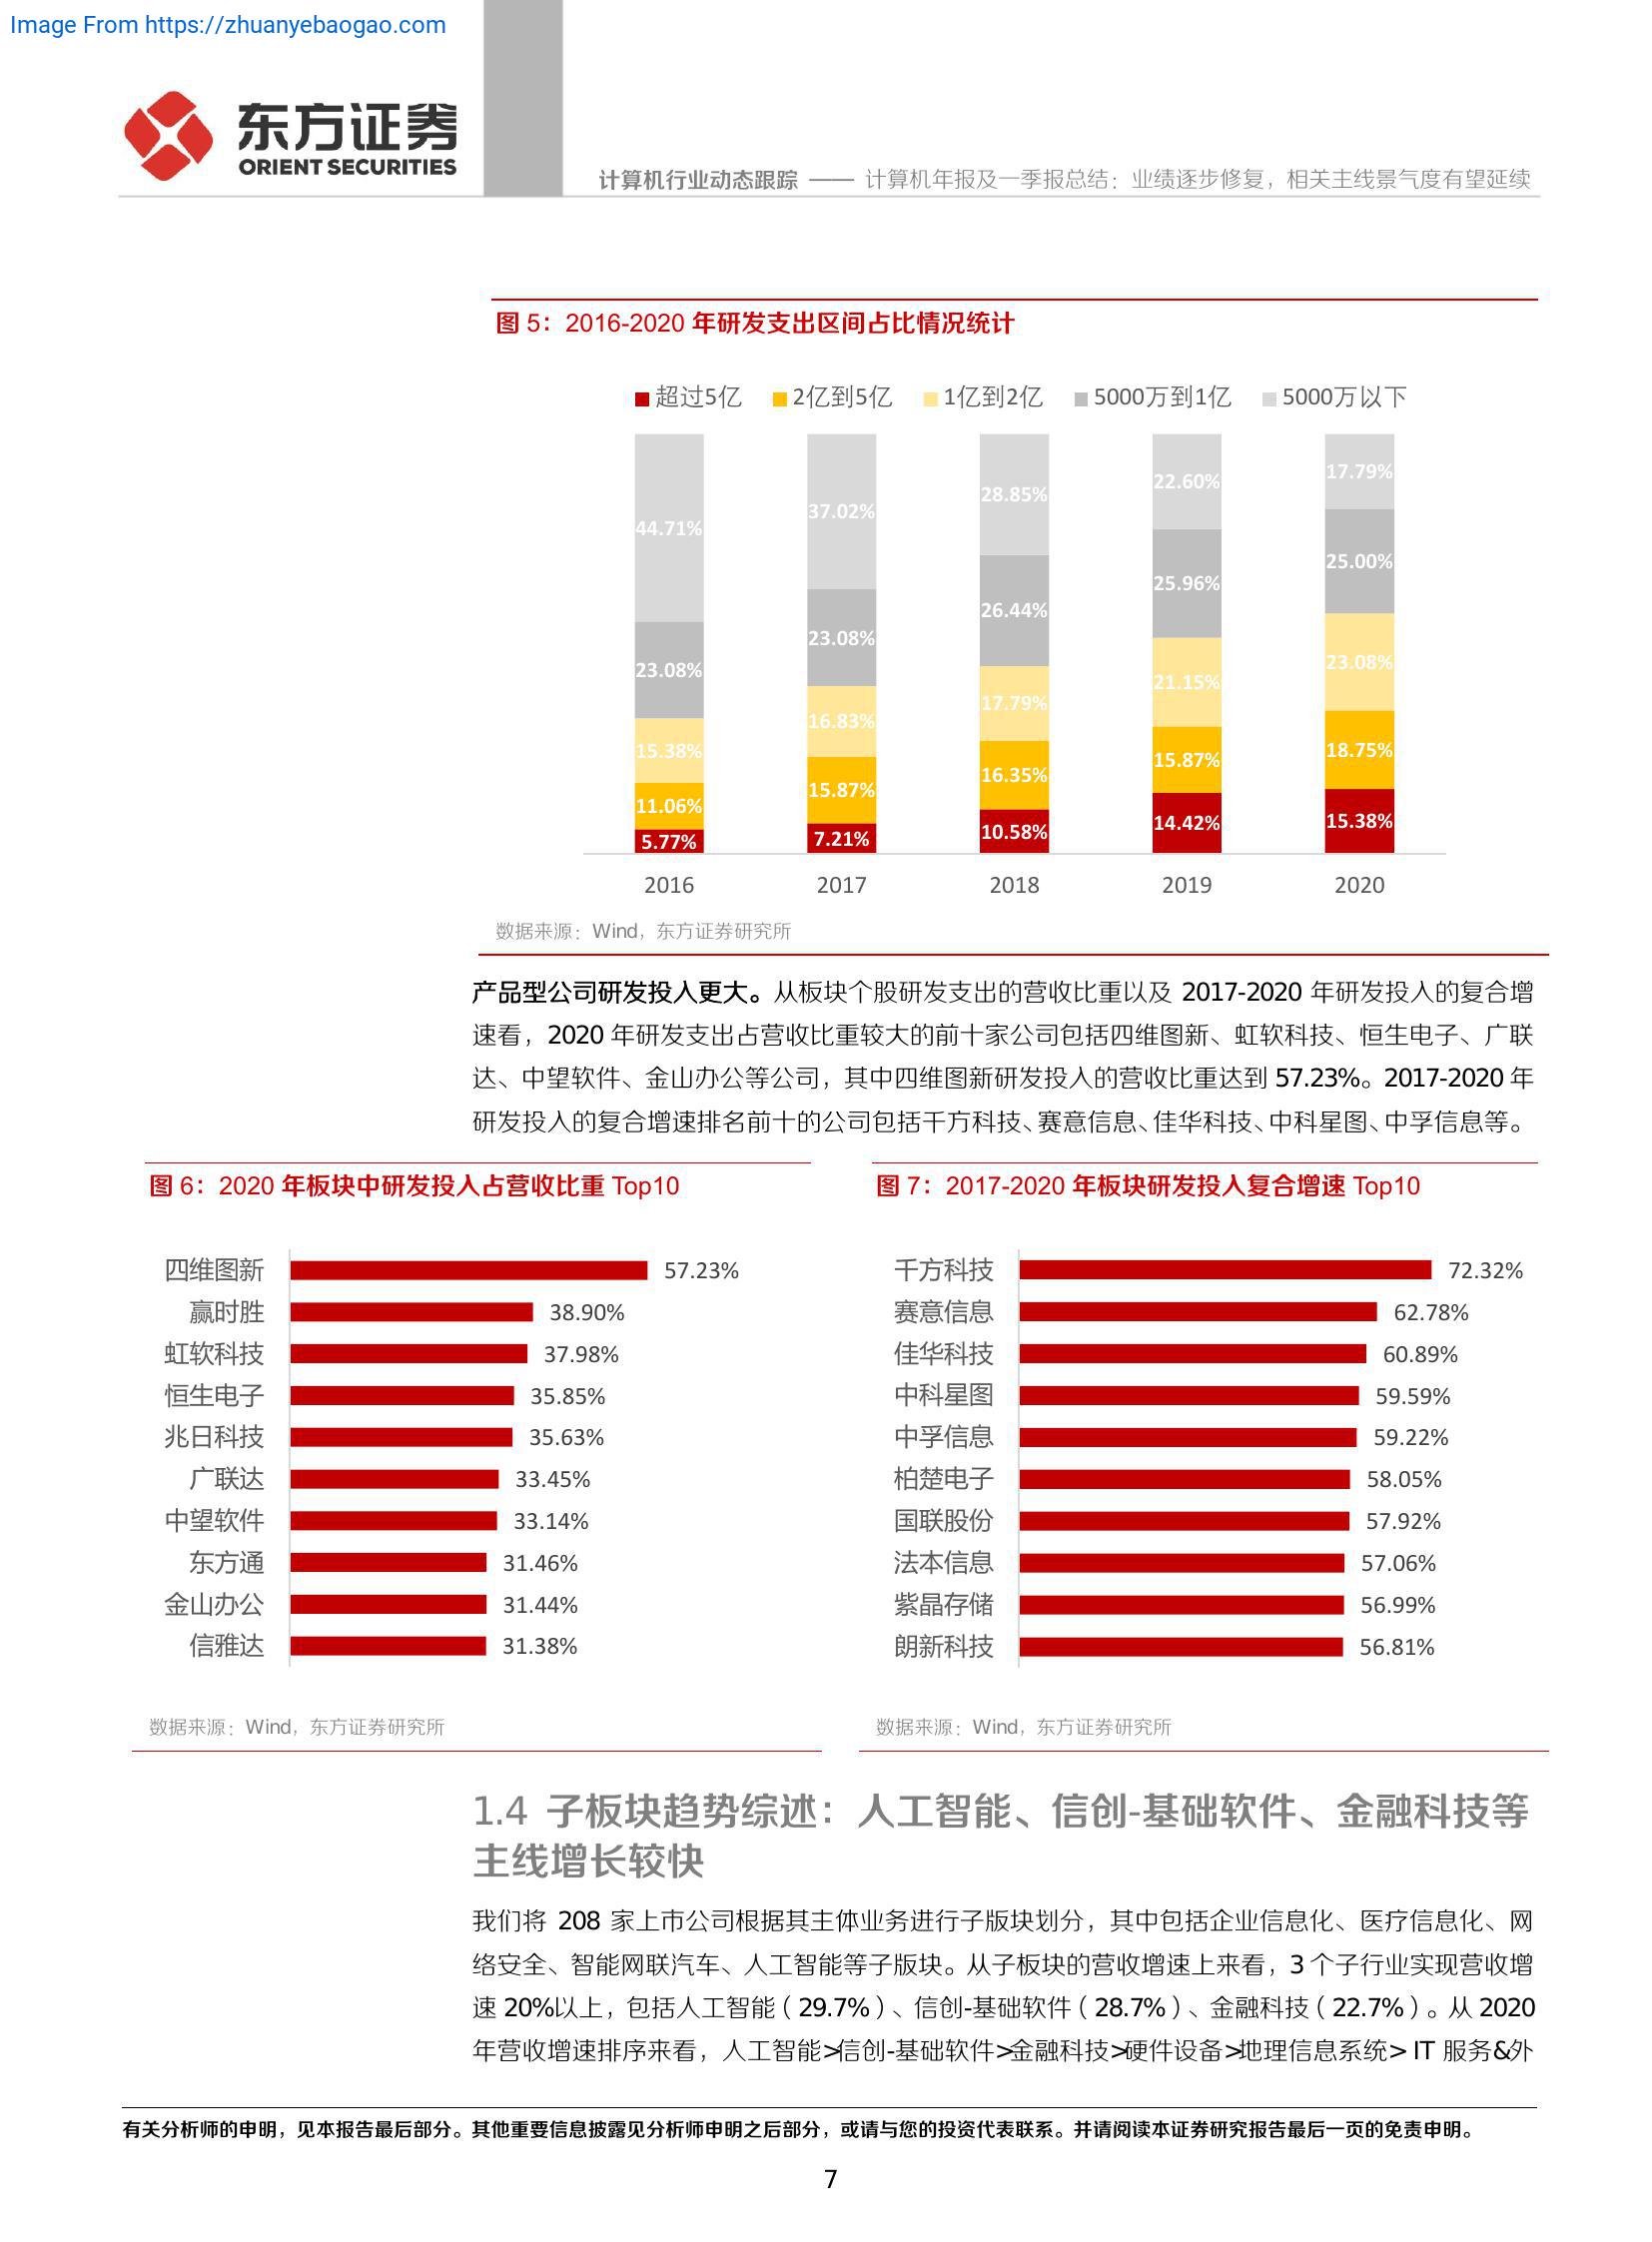 Image From https://zhuanyebaogao.com
东方证券
ORIENT SECURITIES
计算机行业动态跟踪 —— 计算机年报及一季报总结：业绩逐步修复，相关主线景气度有望延续
图 5：2016-2020 年研发支出区间占比情况统计
超过5亿 2亿到5亿 1亿到2亿 5000万到1亿 5000万以下
44.71% 37.02% 28.85% 22.60% 17.79%
23.08% 23.08% 26.44% 25.96% 25.00%
15.38% 16.83% 17.79% 21.15% 23.08%
11.06% 15.87% 16.35% 15.87% 18.75%
5.77% 7.21% 10.58% 14.42% 15.38%
2016 2017 2018 2019 2020
数据来源：Wind，东方证券研究所
产品型公司研发投入更大。从板块个股研发支出的营收比重以及 2017-2020 年研发投入的复合增
速看，2020 年研发支出占营收比重较大的前十家公司包括四维图新、虹软科技、恒生电子、广联
达、中望软件、金山办公等公司，其中四维图新研发投入的营收比重达到 57.23%。2017-2020 年
研发投入的复合增速排名前十的公司包括千方科技、赛意信息、佳华科技、中科星图、中孚信息等。
图 6：2020 年板块中研发投入占营收比重 Top10
四维图新 57.23%
赢时胜 38.90%
虹软科技 37.98%
恒生电子 35.85%
兆日科技 35.63%
广联达 33.45%
中望软件 33.14%
东方通 31.46%
金山办公 31.44%
信雅达 31.38%
数据来源：Wind，东方证券研究所
图 7：2017-2020 年板块研发投入复合增速 Top10
千方科技 72.32%
赛意信息 62.78%
佳华科技 60.89%
中科星图 59.59%
中孚信息 59.22%
柏楚电子 58.05%
国联股份 57.92%
法本信息 57.06%
紫晶存储 56.99%
朗新科技 56.81%
数据来源：Wind，东方证券研究所
1.4 子板块趋势综述：人工智能、信创-基础软件、金融科技等
主线增长较快
我们将 208 家上市公司根据其主体业务进行子版块划分，其中包括企业信息化、医疗信息化、网
络安全、智能网联汽车、人工智能等子版块。从子板块的营收增速上来看，3 个子行业实现营收增
速 20%以上，包括人工智能（29.7%）、信创-基础软件（28.7%）、金融科技（22.7%）。从 2020
年营收增速排序来看，人工智能>信创-基础软件>金融科技>硬件设备>地理信息系统> IT 服务&外
有关分析师的申明，见本报告最后部分。其他重要信息披露见分析师申明之后部分，或请与您的投资代表联系。并请阅读本证券研究报告最后一页的免责申明。
7